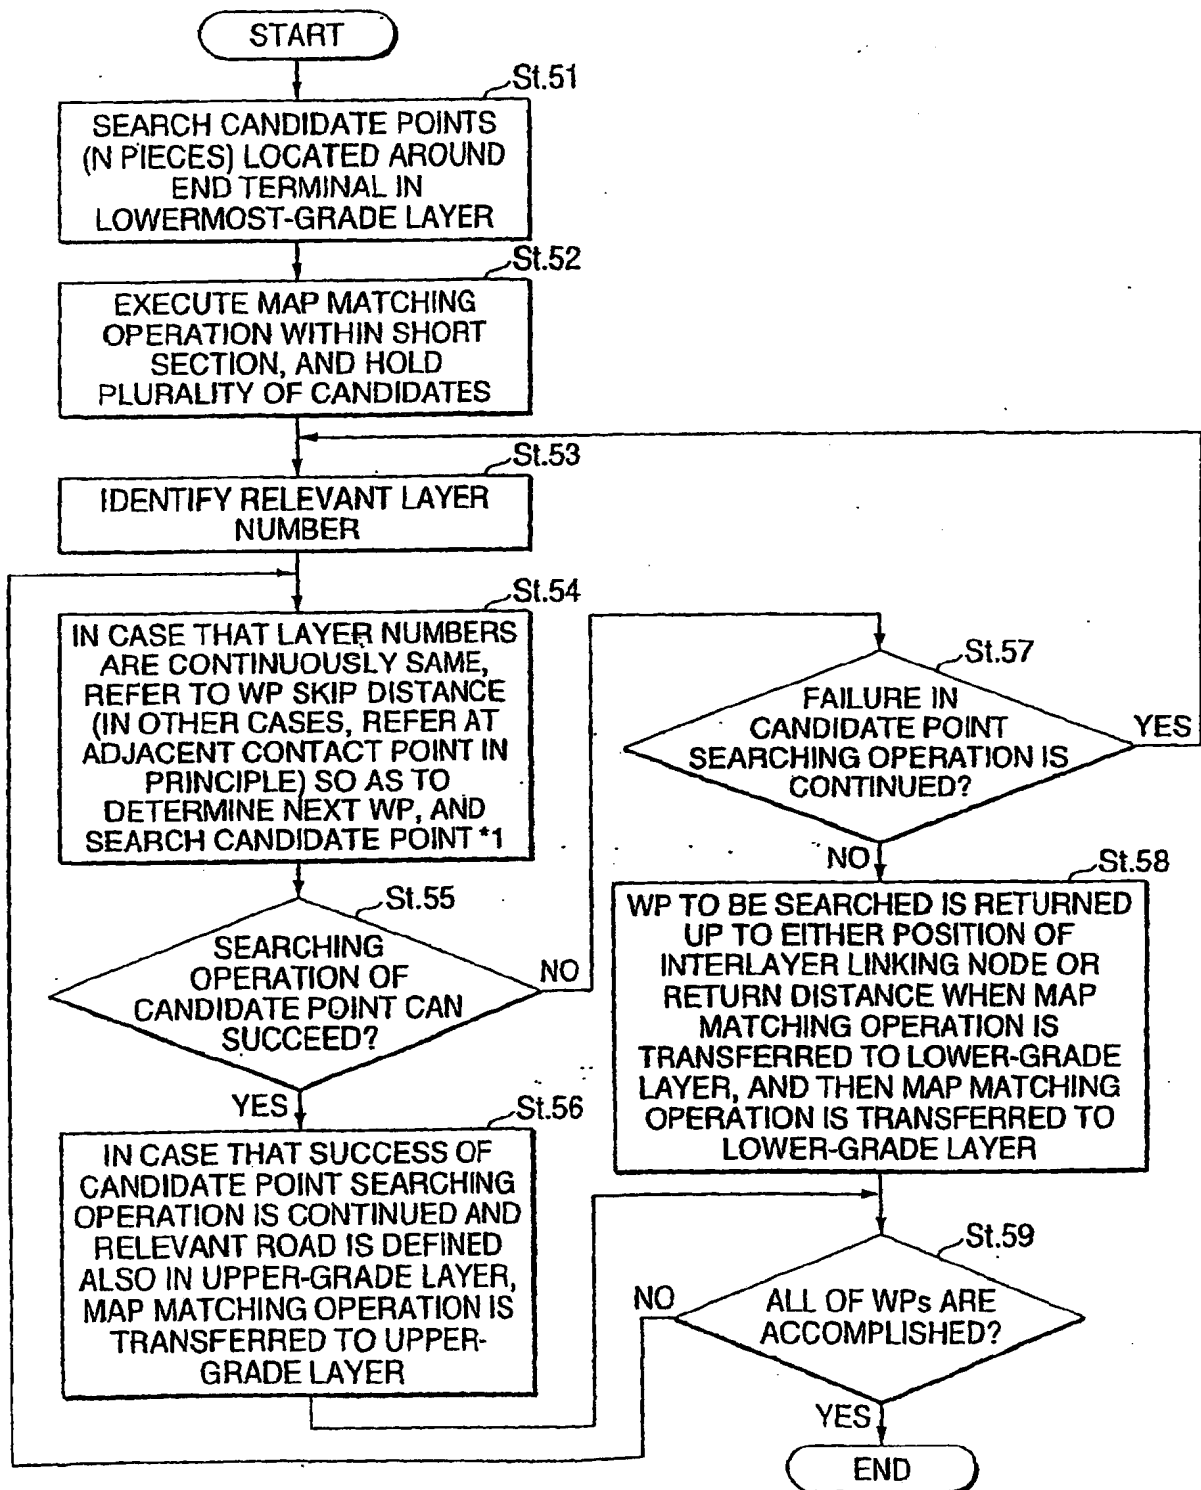 START
St.51
SEARCH CANDIDATE POINTS
(N PIECES) LOCATED AROUND
END TERMINAL IN
LOWERMOST-GRADE LAYER
St.52
EXECUTE MAP MATCHING
OPERATION WITHIN SHORT
SECTION, AND HOLD
PLURALITY OF CANDIDATES
St.53
IDENTIFY RELEVANT LAYER
NUMBER
St.54
IN CASE THAT LAYER NUMBERS
ARE CONTINUOUSLY SAME,
REFER TO WP SKIP DISTANCE
(IN OTHER CASES, REFER AT
ADJACENT CONTACT POINT IN
PRINCIPLE) SO AS TO
DETERMINE NEXT WP, AND
SEARCH CANDIDATE POINT *1
St.55
SEARCHING
OPERATION OF
CANDIDATE POINT CAN
SUCCEED?
NO
YES
St.56
IN CASE THAT SUCCESS OF
CANDIDATE POINT SEARCHING
OPERATION IS CONTINUED AND
RELEVANT ROAD IS DEFINED
ALSO IN UPPER-GRADE LAYER,
MAP MATCHING OPERATION IS
TRANSFERRED TO UPPER-
GRADE LAYER
St.57
FAILURE IN
CANDIDATE POINT
SEARCHING OPERATION IS
CONTINUED?
YES
NO
St.58
WP TO BE SEARCHED IS RETURNED
UP TO EITHER POSITION OF
INTERLAYER LINKING NODE OR
RETURN DISTANCE WHEN MAP
MATCHING OPERATION IS
TRANSFERRED TO LOWER-GRADE
LAYER, AND THEN MAP MATCHING
OPERATION IS TRANSFERRED TO
LOWER-GRADE LAYER
St.59
ALL OF WPs ARE
ACCOMPLISHED?
NO
YES
END